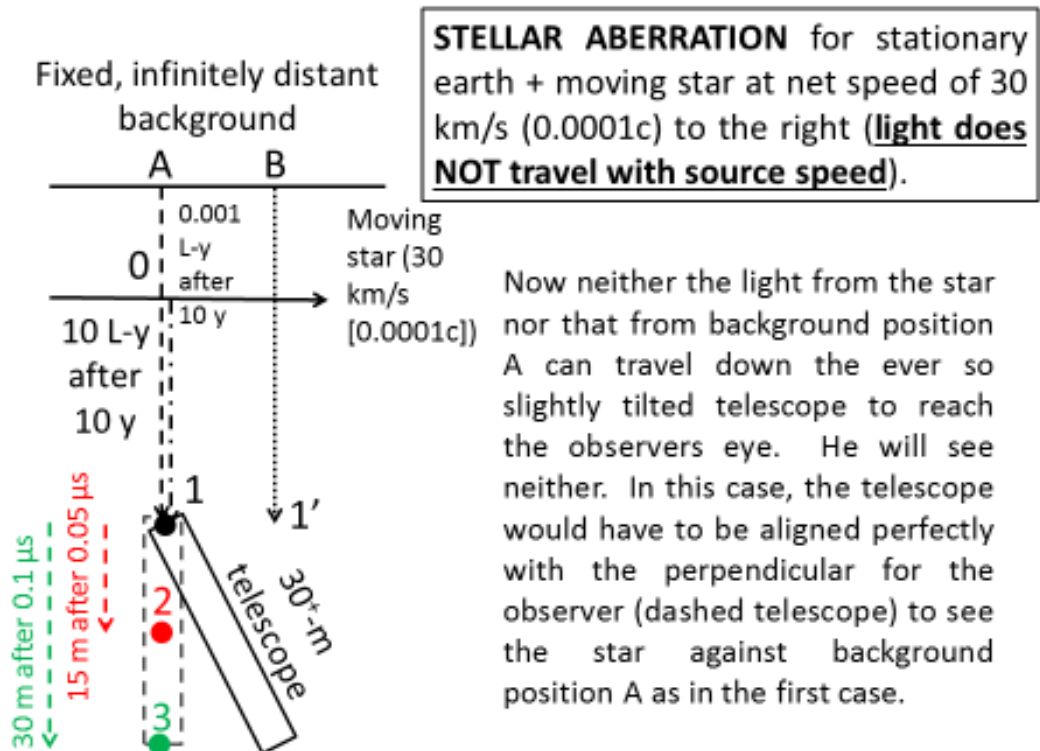 STELLAR ABERRATION for stationary
earth + moving star at net speed of 30
km/s (0.0001c) to the right (light does
NOT travel with source speed).
Fixed, infinitely distant
background
A
B
0.001
L-y
after
10 y
0
Moving
star (30
km/s
[0.0001c])
10 L-y
after
10 y
1
1’
2
3
30⁺-m
telescope
15 m after 0.05 µs
30 m after 0.1 µs
Now neither the light from the star
nor that from background position
A can travel down the ever so
slightly tilted telescope to reach
the observers eye. He will see
neither. In this case, the telescope
would have to be aligned perfectly
with the perpendicular for the
observer (dashed telescope) to see
the star against background
position A as in the first case.